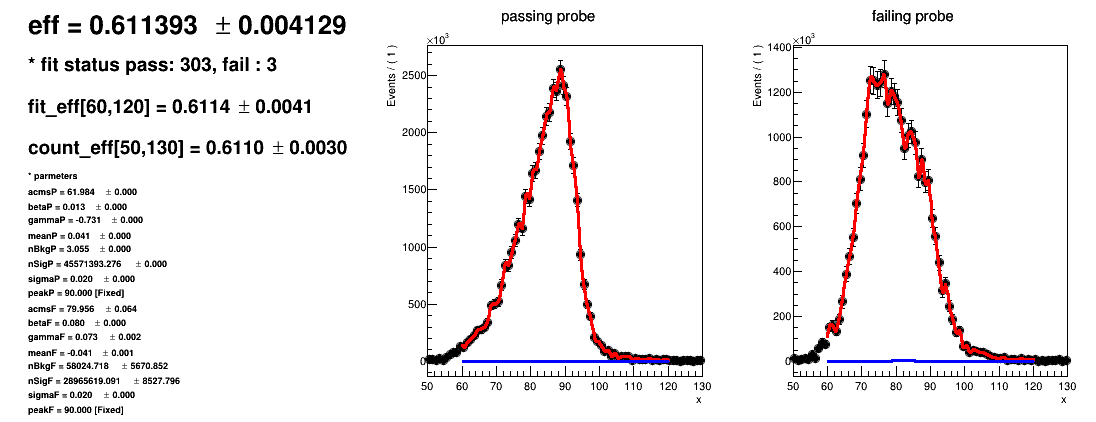 eff = 0.611393 ± 0.004129
* fit status pass: 303, fail : 3
fit_eff[60,120] = 0.6114 ± 0.0041
count_eff[50,130] = 0.6110 ± 0.0030
* parmeters
acmsP = 61.984 ± 0.000
betaP = 0.013 ± 0.000
gammaP = -0.731 ± 0.000
meanP = 0.041 ± 0.000
nBkgP = 3.055 ± 0.000
nSigP = 45571393.276 ± 0.000
sigmaP = 0.020 ± 0.000
peakP = 90.000 [Fixed]
acmsF = 79.956 ± 0.064
betaF = 0.080 ± 0.000
gammaF = 0.073 ± 0.002
meanF = -0.041 ± 0.001
nBkgF = 58024.718 ± 5670.852
nSigF = 28965619.091 ± 8527.796
sigmaF = 0.020 ± 0.000
peakF = 90.000 [Fixed]
passing probe
×10³
Events / ( 1 )
2500
2000
1500
1000
500
0
50 60 70 80 90 100 110 120 130
x
failing probe
×10³
Events / ( 1 )
1400
1200
1000
800
600
400
200
0
50 60 70 80 90 100 110 120 130
x